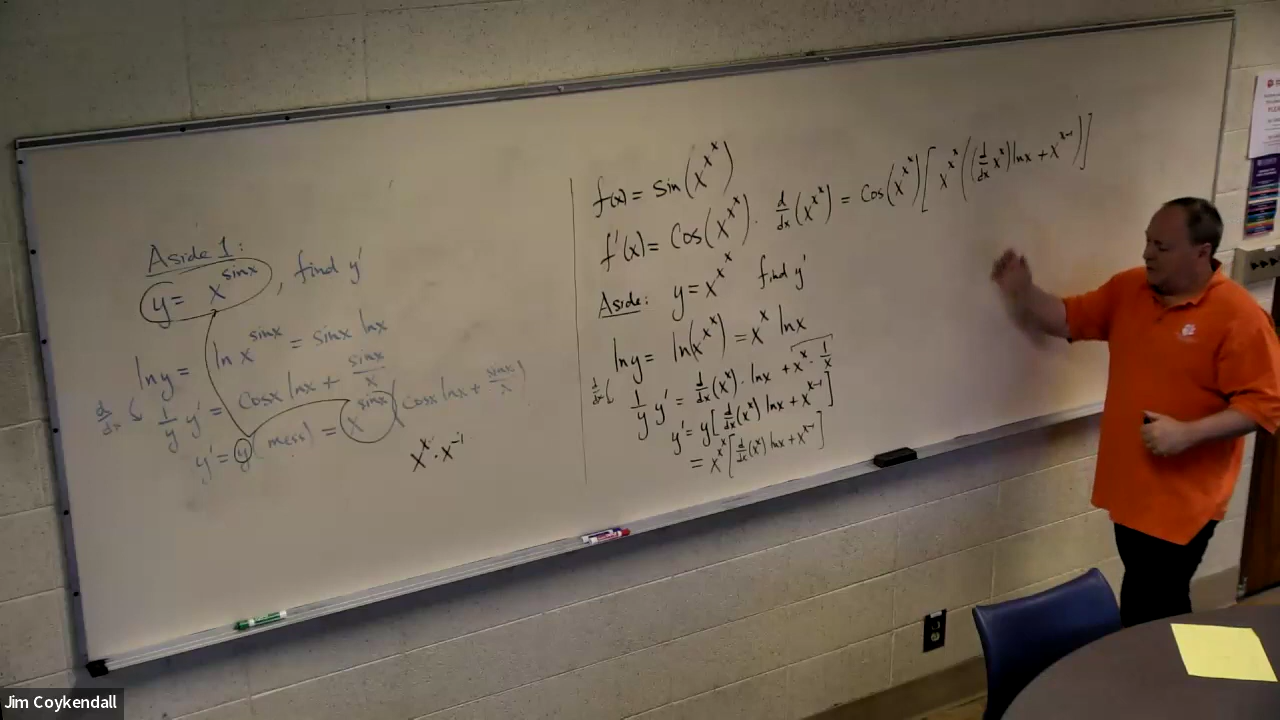 Aside 1:
y = x^{sinx}, find y'
ln y = ln x^{sinx} = sinx lnx
d/dx ( 1/y y' = cosx lnx + sinx/x
y' = y(mess) = x^{sinx}(cosx lnx + sinx/x)
x^x · x^{-1}
f(x) = sin(x^{x^x})
f'(x) = cos(x^{x^x}) · d/dx(x^{x^x}) = cos(x^{x^x})[x^{x^x}((d/dx x^x) lnx + x^{x-1})]
Aside: y = x^{x^x} find y'
ln y = ln(x^{x^x}) = x^x lnx
d/dx ( 1/y y' = d/dx(x^x) · lnx + x^x · 1/x
y' = y[d/dx(x^x) lnx + x^{x-1}]
= x^{x^x}[d/dx(x^x) lnx + x^{x-1}]
Jim Coykendall